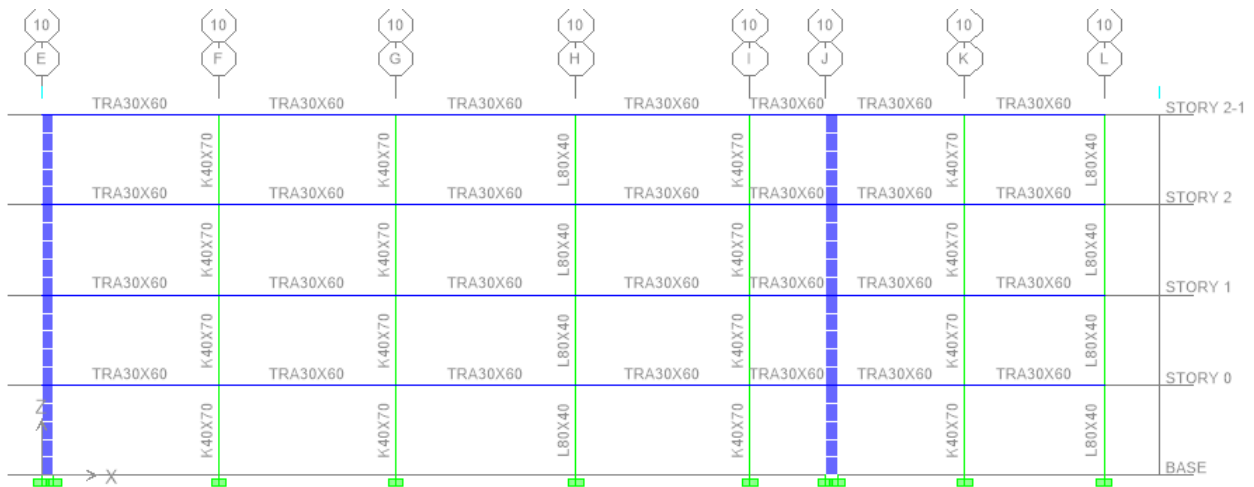 10 10 10 10 10 10 10 10
E F G H I J K L
TRA30X60 TRA30X60 TRA30X60 TRA30X60 TRA30X60 TRA30X60 TRA30X60 STORY 2-1
K40X70 K40X70 L80X40 K40X70 K40X70 L80X40
TRA30X60 TRA30X60 TRA30X60 TRA30X60 TRA30X60 TRA30X60 TRA30X60 STORY 2
K40X70 K40X70 L80X40 K40X70 K40X70 L80X40
TRA30X60 TRA30X60 TRA30X60 TRA30X60 TRA30X60 TRA30X60 TRA30X60 STORY 1
K40X70 K40X70 L80X40 K40X70 K40X70 L80X40
TRA30X60 TRA30X60 TRA30X60 TRA30X60 TRA30X60 TRA30X60 TRA30X60 STORY 0
Z
K40X70 K40X70 L80X40 K40X70 K40X70 L80X40
X BASE